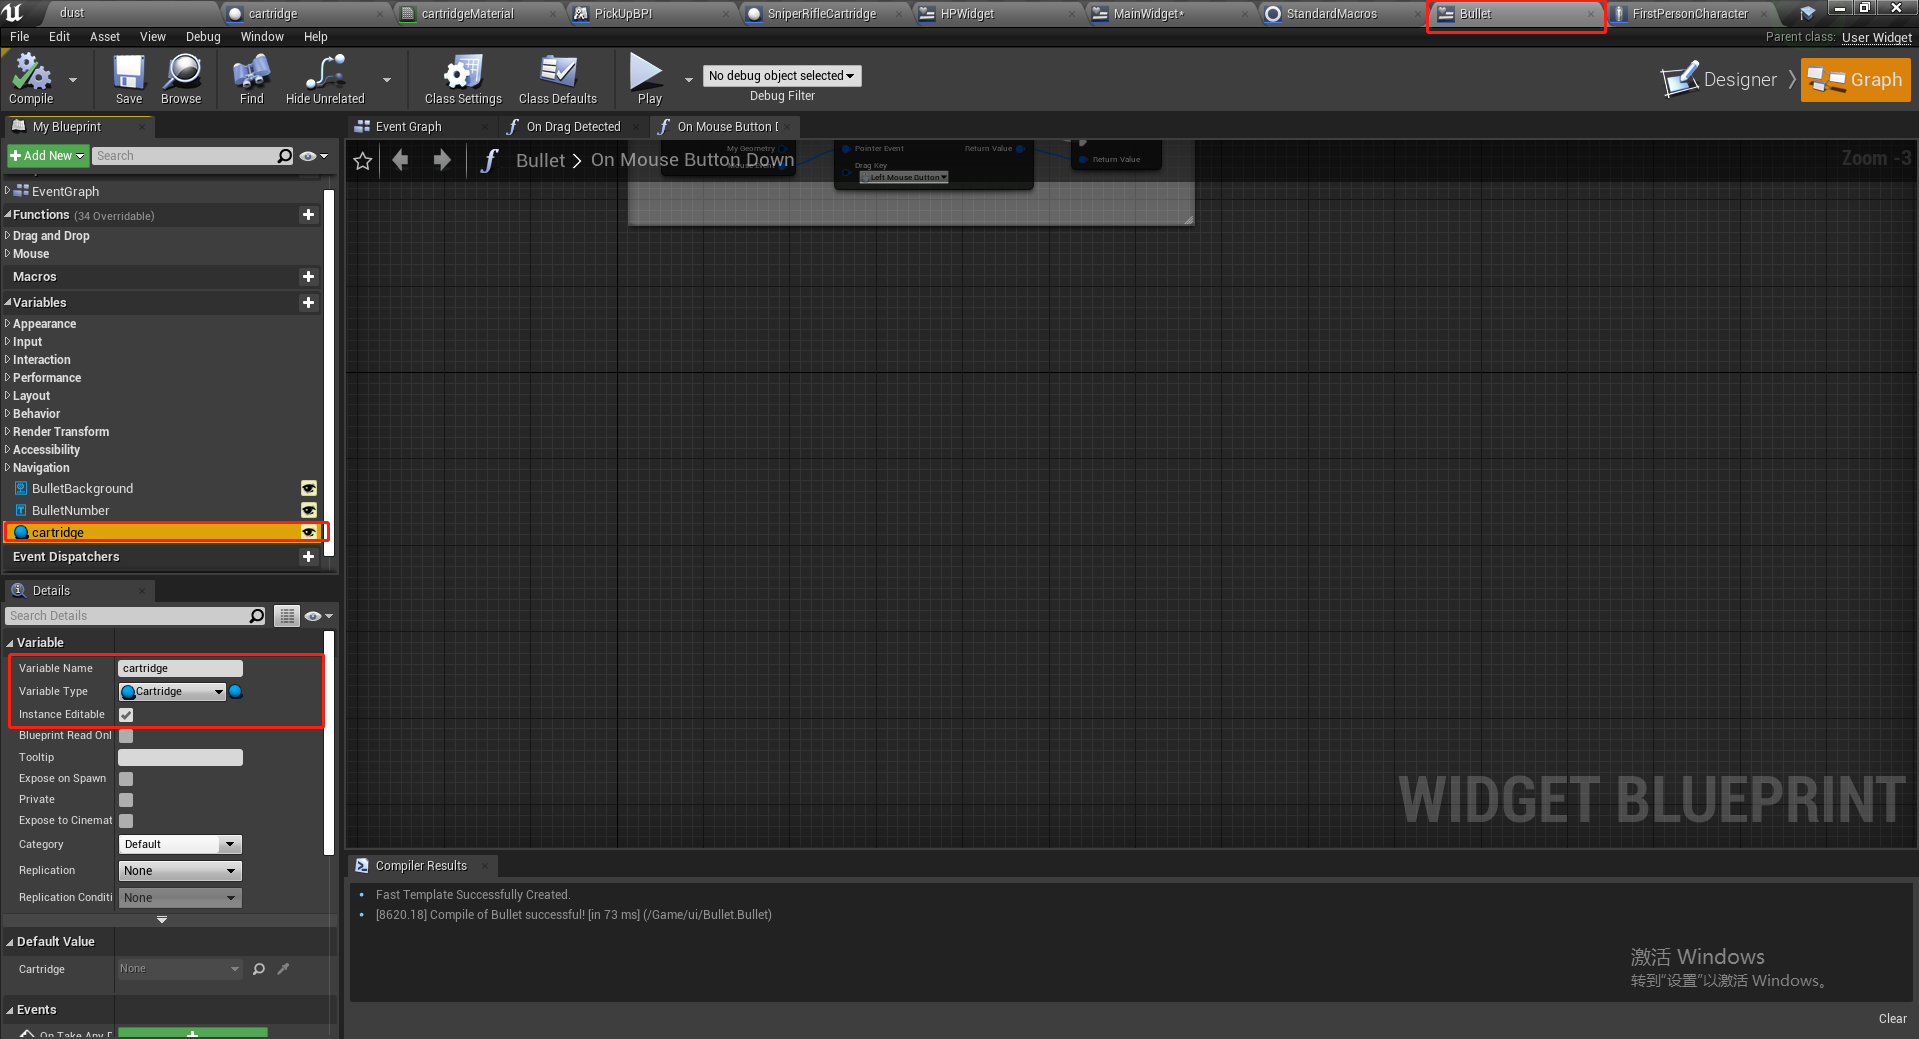 dust
cartridge
cartridgeMaterial
PickUpBPI
SniperRifleCartridge
HPWidget
MainWidget*
StandardMacros
Bullet
FirstPersonCharacter
File Edit Asset View Debug Window Help
Parent class: User Widget
Compile
Save
Browse
Find
Hide Unrelated
Class Settings
Class Defaults
Play
No debug object selected
Debug Filter
Designer
Graph
My Blueprint
Add New
Search
EventGraph
Functions (34 Overridable)
Drag and Drop
Mouse
Macros
Variables
Appearance
Input
Interaction
Performance
Layout
Behavior
Render Transform
Accessibility
Navigation
BulletBackground
BulletNumber
cartridge
Event Dispatchers
Event Graph
On Drag Detected
On Mouse Button D
Bullet > On Mouse Button Down
Zoom -3
My Geometry
Pointer Event
Return Value
Drag Key
Left Mouse Button
Return Value
WIDGET BLUEPRINT
Details
Search Details
Variable
Variable Name cartridge
Variable Type Cartridge
Instance Editable
Blueprint Read Onl
Tooltip
Expose on Spawn
Private
Expose to Cinemat
Category Default
Replication None
Replication Conditi None
Default Value
Cartridge None
Events
Compiler Results
Fast Template Successfully Created.
[8620.18] Compile of Bullet successful! [in 73 ms] (/Game/ui/Bullet.Bullet)
激活 Windows
转到“设置”以激活 Windows。
Clear